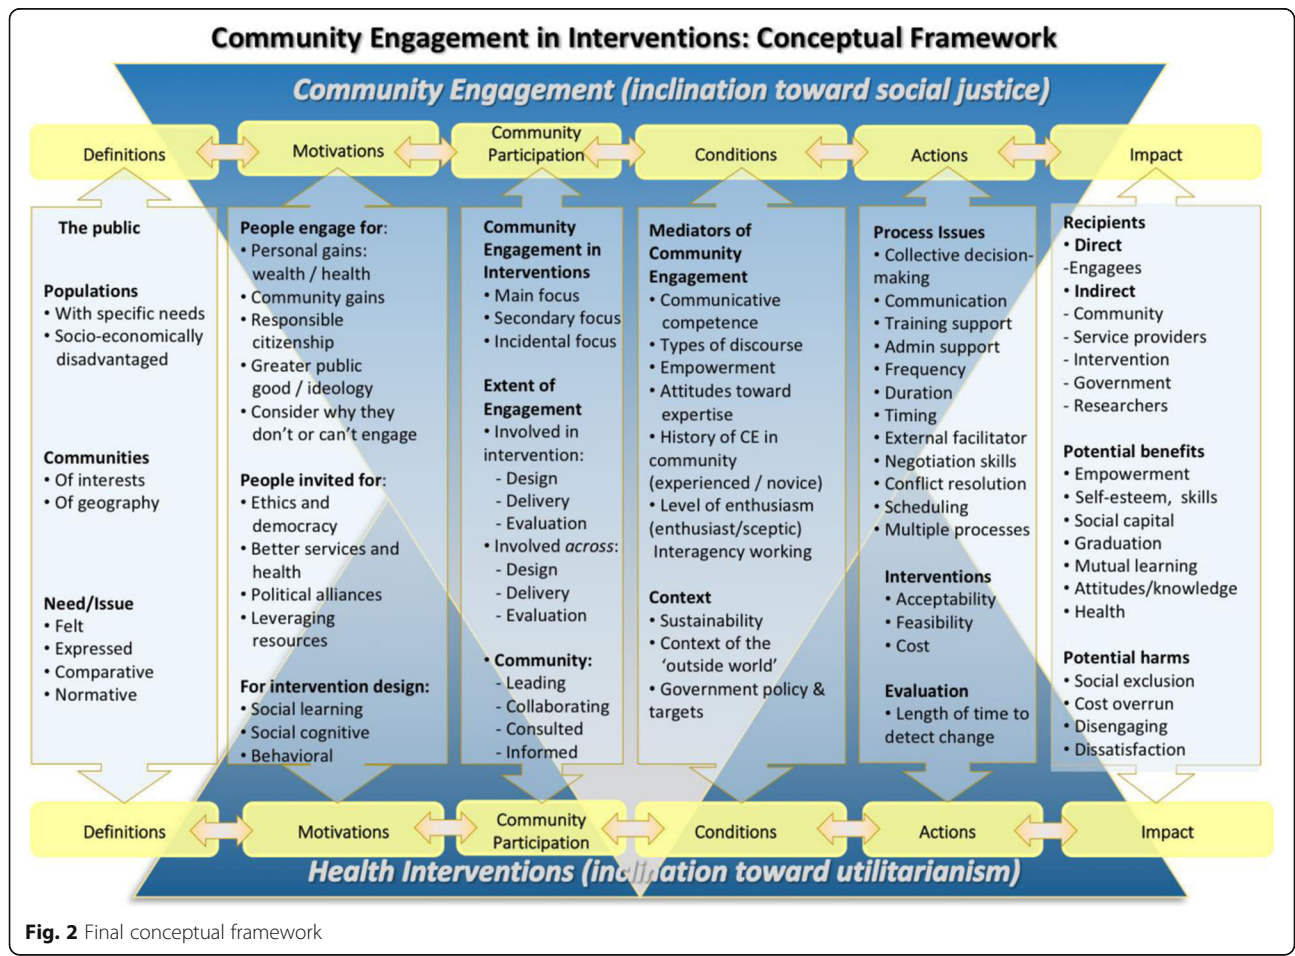 Community Engagement in Interventions: Conceptual Framework
Community Engagement (inclination toward social justice)
Definitions
Motivations
Community
Participation
Conditions
Actions
Impact
The public
Populations
• With specific needs
• Socio-economically
disadvantaged
Communities
• Of interests
• Of geography
Need/Issue
• Felt
• Expressed
• Comparative
• Normative
People engage for:
• Personal gains:
wealth / health
• Community gains
• Responsible
citizenship
• Greater public
good / ideology
• Consider why they
don't or can't engage
People invited for:
• Ethics and
democracy
• Better services and
health
• Political alliances
• Leveraging
resources
For intervention design:
• Social learning
• Social cognitive
• Behavioral
Community
Engagement in
Interventions
• Main focus
• Secondary focus
• Incidental focus
Extent of
Engagement
• Involved in
intervention:
- Design
- Delivery
- Evaluation
• Involved across:
- Design
- Delivery
- Evaluation
• Community:
- Leading
- Collaborating
- Consulted
- Informed
Mediators of
Community
Engagement
• Communicative
competence
• Types of discourse
• Empowerment
• Attitudes toward
expertise
• History of CE in
community
(experienced / novice)
• Level of enthusiasm
(enthusiast/sceptic)
Interagency working
Context
• Sustainability
• Context of the
'outside world'
• Government policy &
targets
Process Issues
• Collective decision-
making
• Communication
• Training support
• Admin support
• Frequency
• Duration
• Timing
• External facilitator
• Negotiation skills
• Conflict resolution
• Scheduling
• Multiple processes
Interventions
• Acceptability
• Feasibility
• Cost
Evaluation
• Length of time to
detect change
Recipients
• Direct
-Engagees
• Indirect
- Community
- Service providers
- Intervention
- Government
- Researchers
Potential benefits
• Empowerment
• Self-esteem, skills
• Social capital
• Graduation
• Mutual learning
• Attitudes/knowledge
• Health
Potential harms
• Social exclusion
• Cost overrun
• Disengaging
• Dissatisfaction
Definitions
Motivations
Community
Participation
Conditions
Actions
Impact
Health Interventions (inclination toward utilitarianism)
Fig. 2 Final conceptual framework